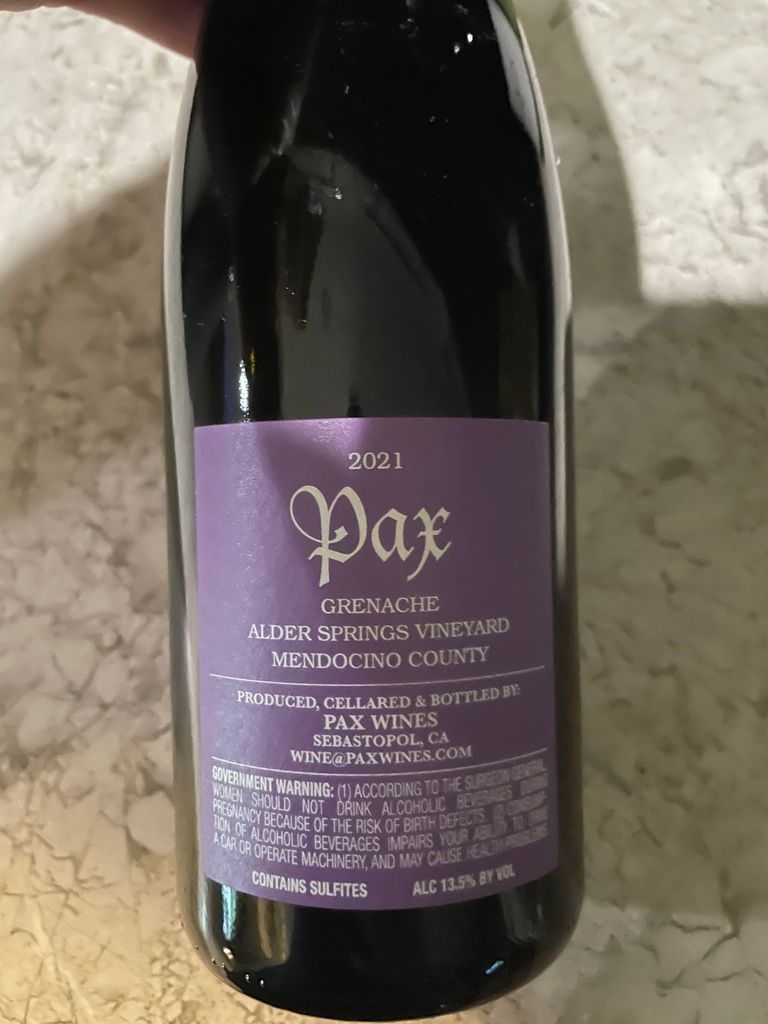 2021
Pax
GRENACHE
ALDER SPRINGS VINEYARD
MENDOCINO COUNTY
PRODUCED, CELLARED & BOTTLED BY:
PAX WINES
SEBASTOPOL, CA
WINE@PAXWINES.COM
GOVERNMENT WARNING: (1) ACCORDING TO THE SURGEON GENERAL,
WOMEN SHOULD NOT DRINK ALCOHOLIC BEVERAGES DURING
PREGNANCY BECAUSE OF THE RISK OF BIRTH DEFECTS. (2) CONSUMP-
TION OF ALCOHOLIC BEVERAGES IMPAIRS YOUR ABILITY TO DRIVE
A CAR OR OPERATE MACHINERY, AND MAY CAUSE HEALTH PROBLEMS.
CONTAINS SULFITES ALC 13.5% BY VOL